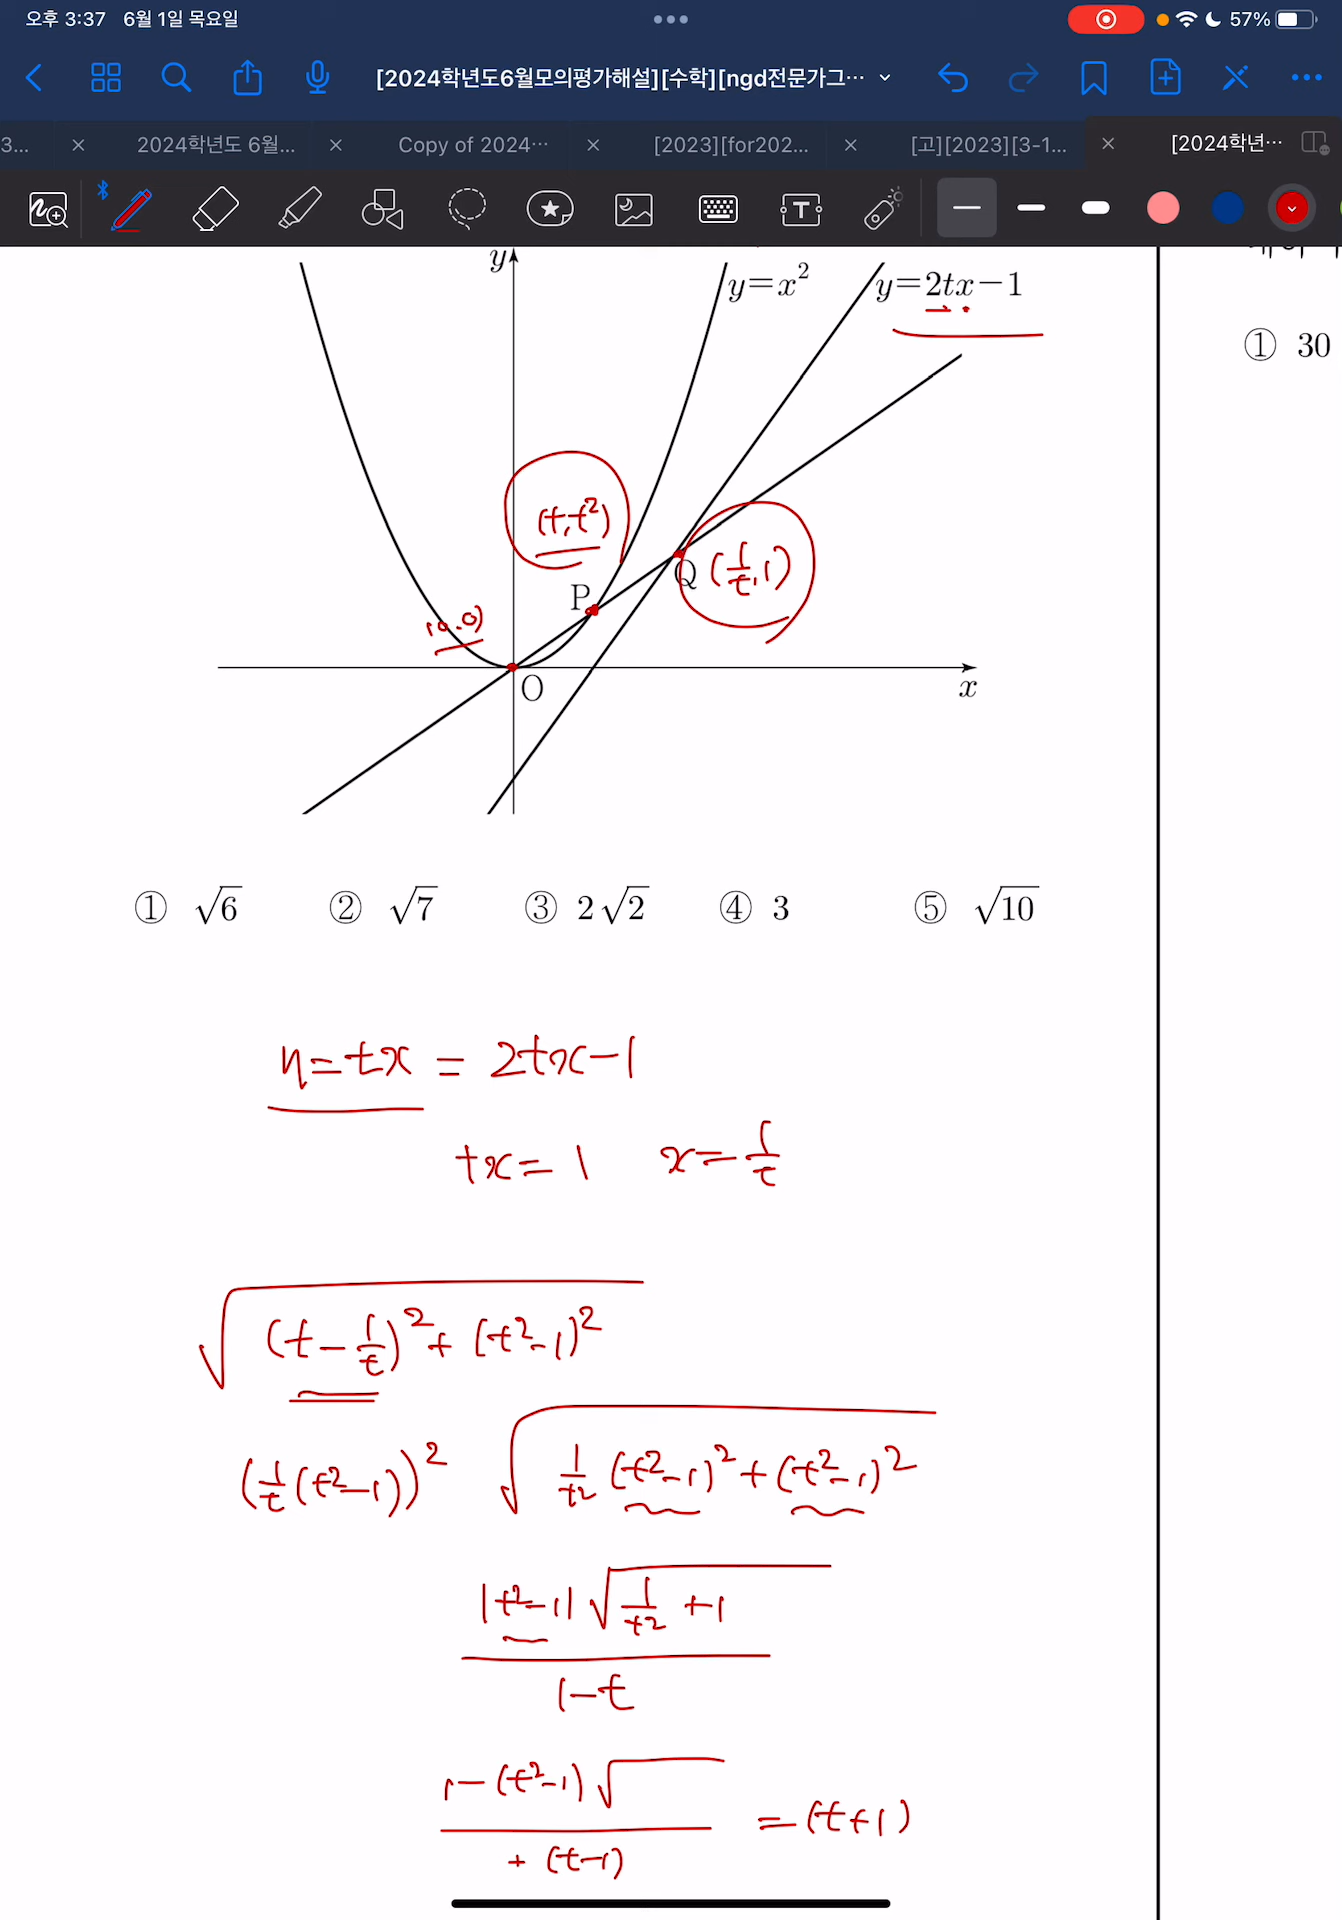 오후 3:37 6월 1일 목요일 57%
[2024학년도6월모의평가해설][수학][ngd전문가그…
3... 2024학년도 6월... Copy of 2024… [2023][for202... [고][2023][3-1... [2024학년…
y y=x² y=2tx−1
① 30
(t,t²)
Q (1/t,1)
P
(0.0)
O x
① √6 ② √7 ③ 2√2 ④ 3 ⑤ √10
y=tx = 2tx−1
tx=1 x=1/t
√((t−1/t)²+(t²−1)²)
(1/t(t²−1))² √(1/t²(t²−1)²+(t²−1)²)
|t²−1|√(1/t²+1)
1−t
−(t²−1)√ =(t+1)
+(t−1)